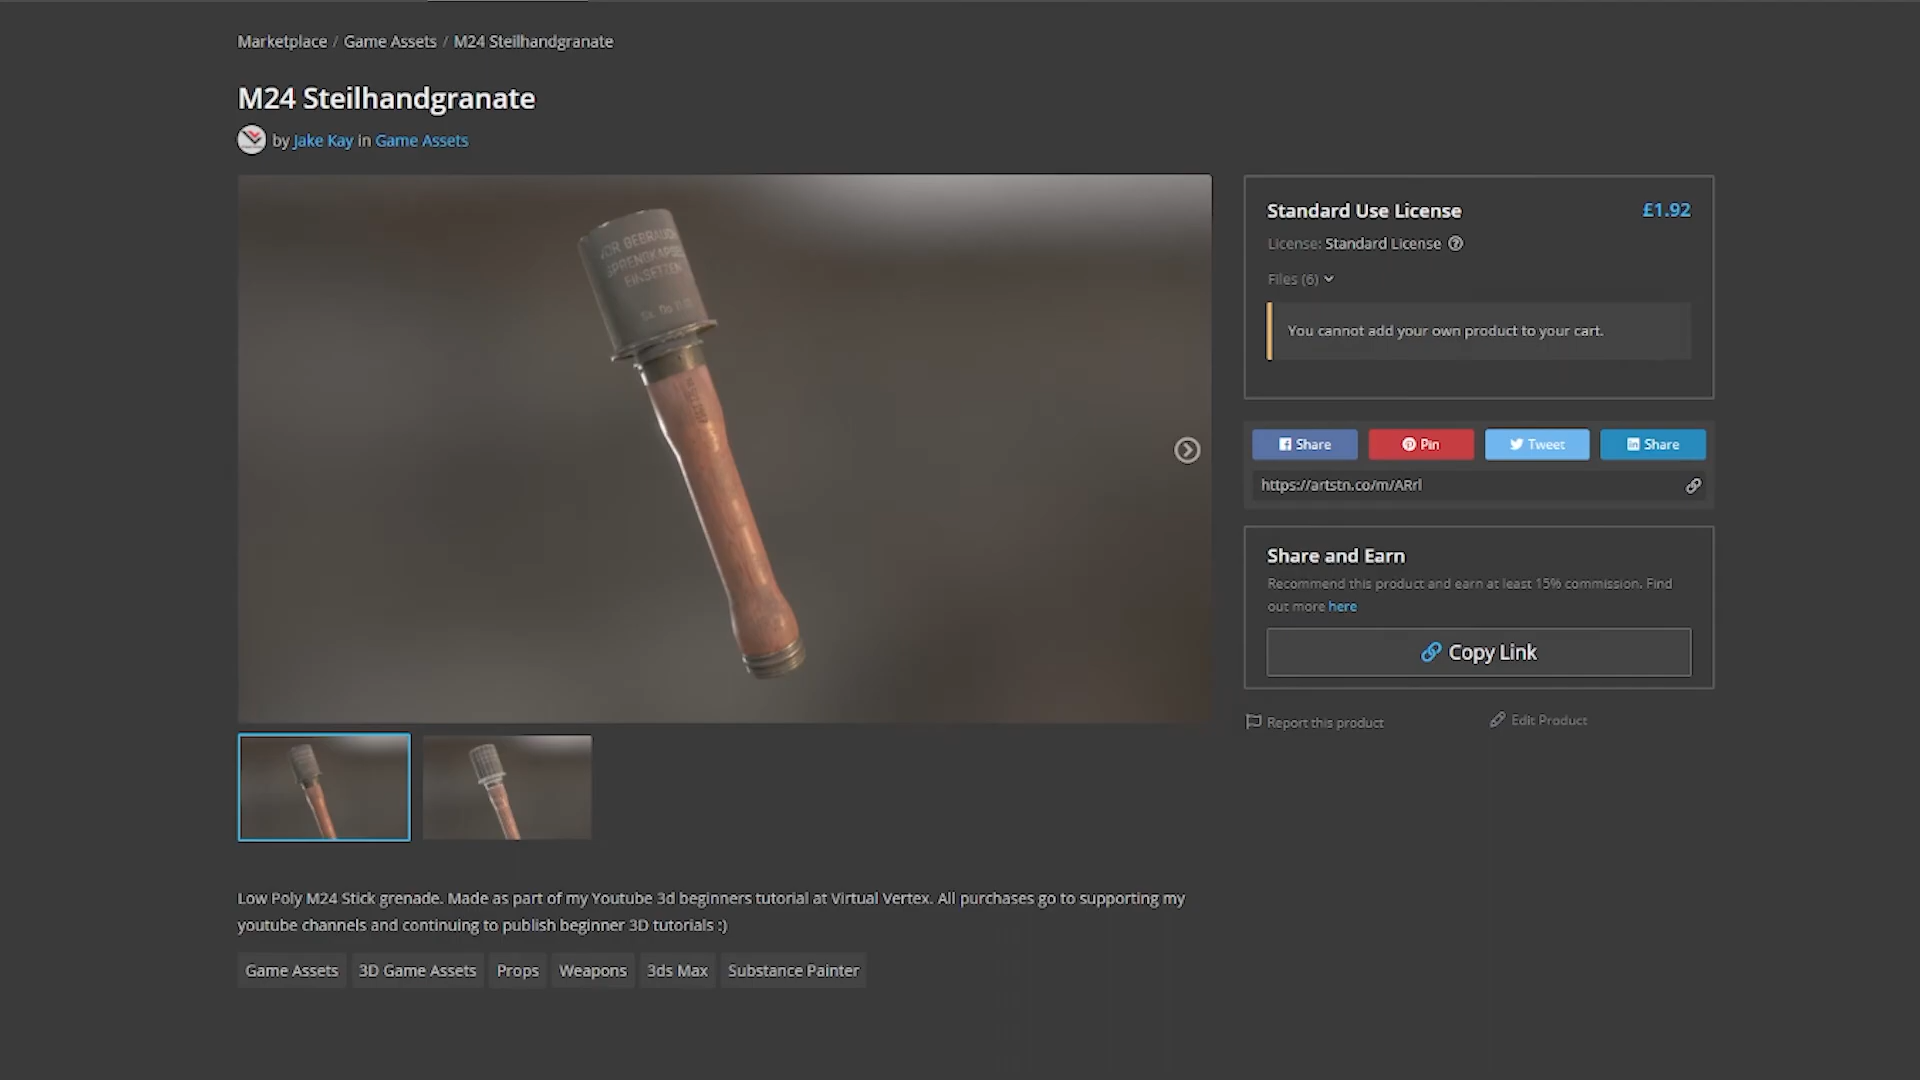 Marketplace / Game Assets / M24 Steilhandgranate
M24 Steilhandgranate
by Jake Kay in Game Assets
VOR GEBRAUCH
SPRENGKAPSEL
EINSETZEN
Standard Use License £1.92
License: Standard License
Files (6)
You cannot add your own product to your cart.
Share Pin Tweet Share
https://artstn.co/m/ARrl
Share and Earn
Recommend this product and earn at least 15% commission. Find
out more here
Copy Link
Report this product Edit Product
Low Poly M24 Stick grenade. Made as part of my Youtube 3d beginners tutorial at Virtual Vertex. All purchases go to supporting my
youtube channels and continuing to publish beginner 3D tutorials :)
Game Assets 3D Game Assets Props Weapons 3ds Max Substance Painter